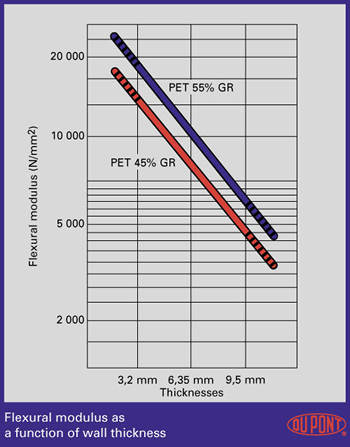 Flexural modulus (N/mm²)
20 000
PET 55% GR
10 000
PET 45% GR
5 000
2 000
3,2 mm 6,35 mm 9,5 mm
Thicknesses
Flexural modulus as
a function of wall thickness
DU PONT